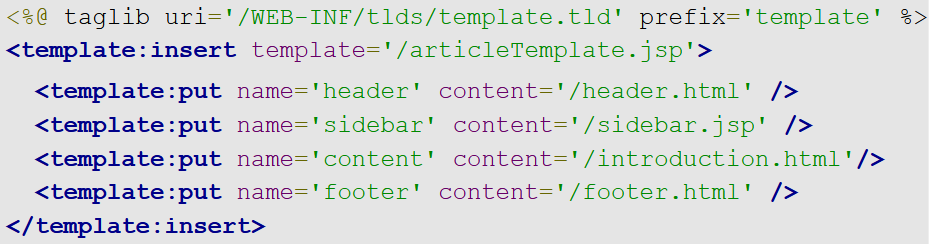 <%@ taglib uri='/WEB-INF/tlds/template.tld' prefix='template' %>
<template:insert template='/articleTemplate.jsp'>
<template:put name='header' content='/header.html' />
<template:put name='sidebar' content='/sidebar.jsp' />
<template:put name='content' content='/introduction.html'/>
<template:put name='footer' content='/footer.html' />
</template:insert>